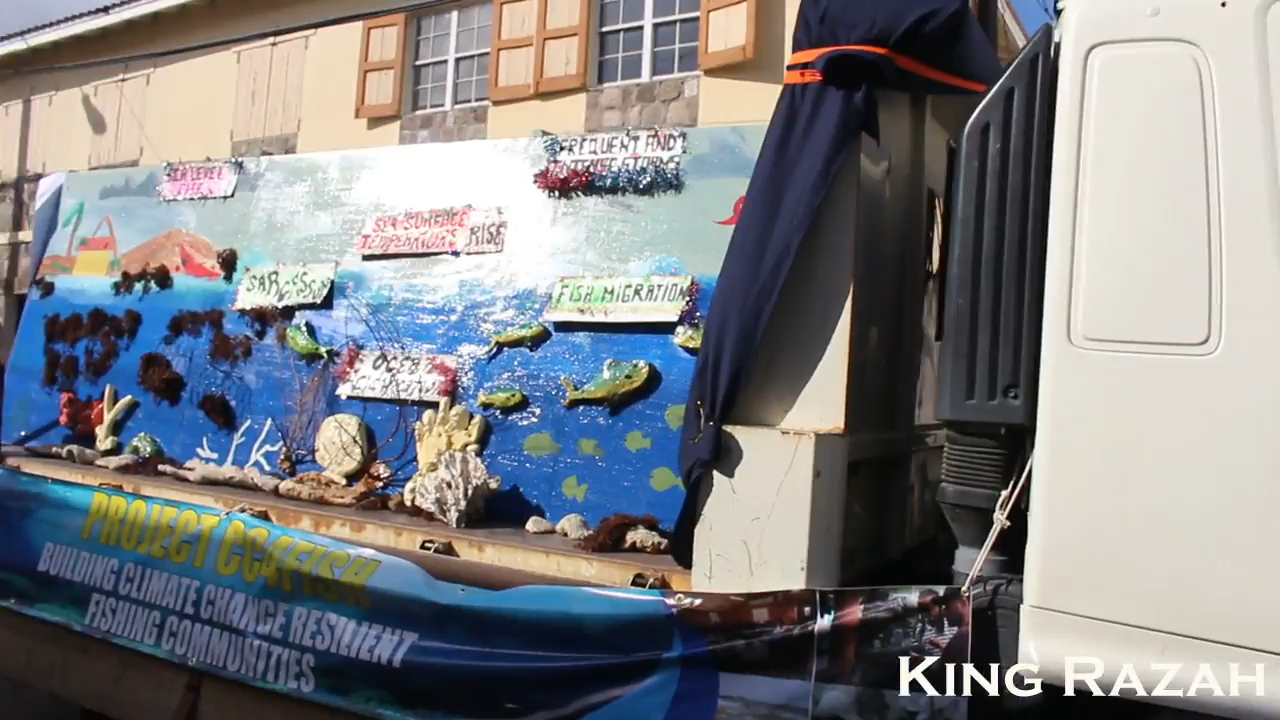 FREQUENT AND
INTENSE STORMS
SEA LEVEL
RISE
SEA SURFACE
TEMPERATURE RISE
SARGASSUM
FISH MIGRATION
OCEAN
PROJECT CC4FISH
BUILDING CLIMATE CHANGE RESILIENT
FISHING COMMUNITIES
KING RAZAH